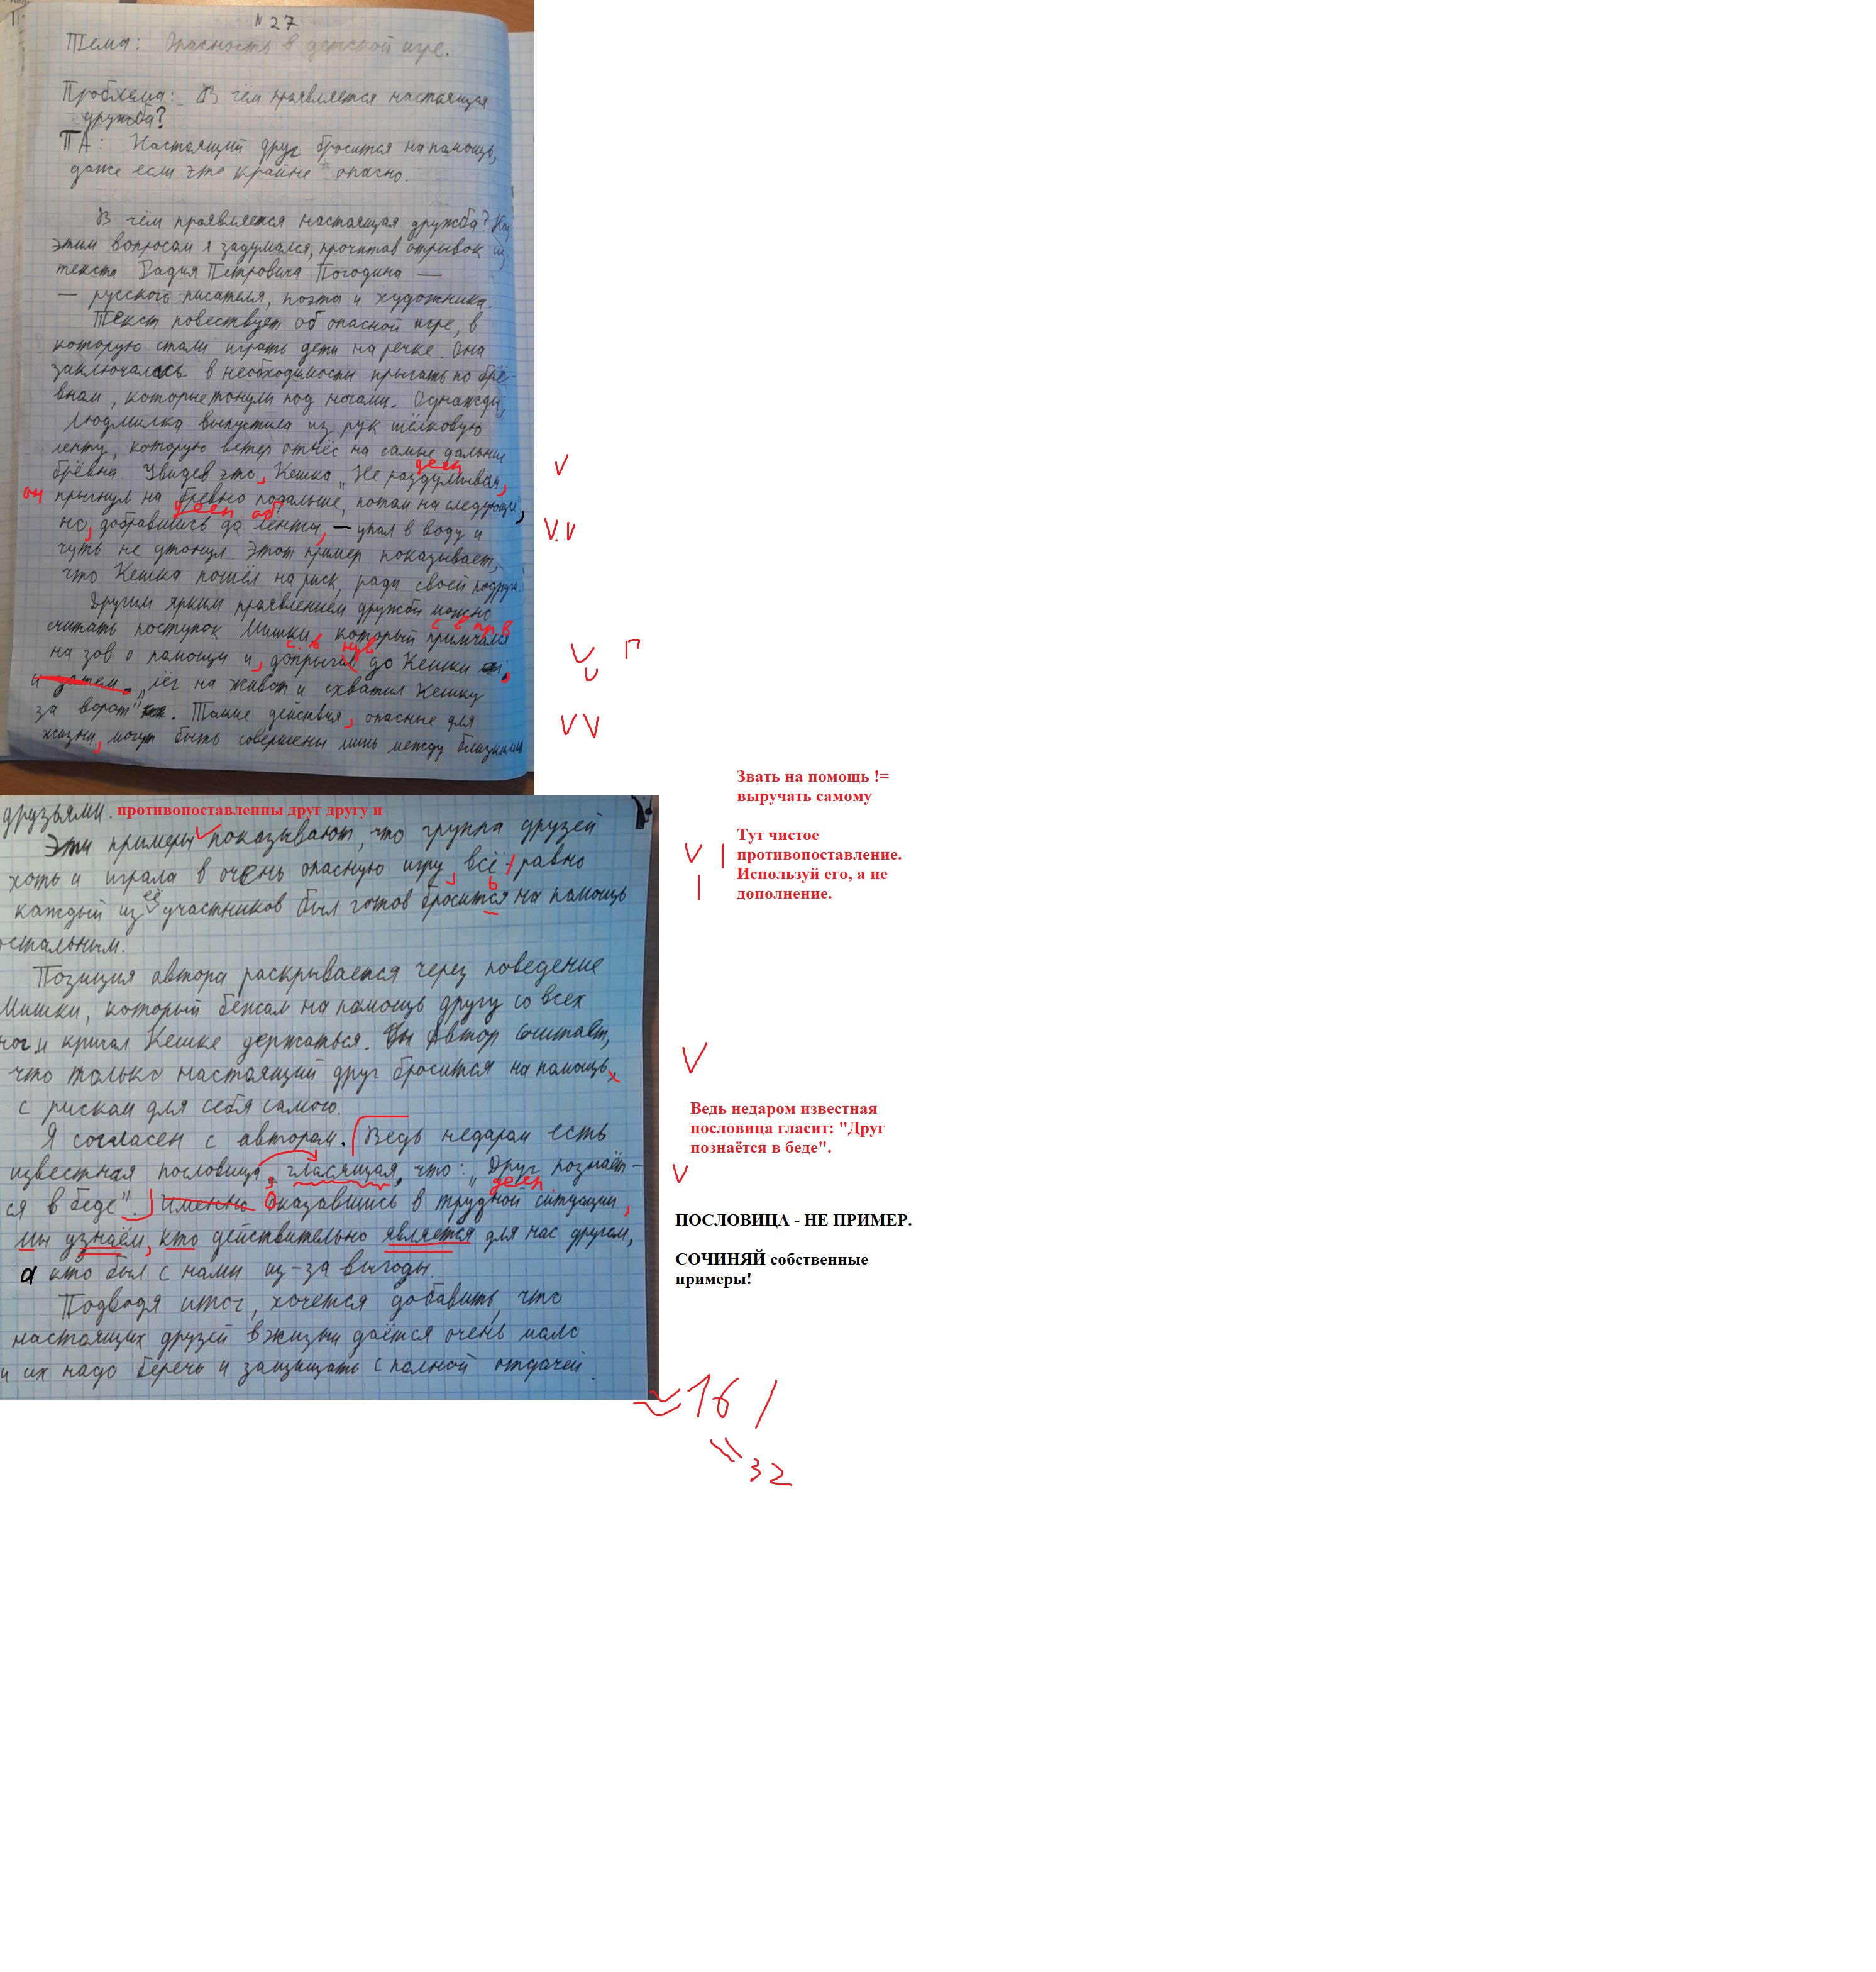 №27
Тема: Опасность в детской игре.
Проблема: В чём проявляется настоящая
дружба?
ПА: Настоящий друг бросится на помощь,
даже если это крайне опасно.
В чём проявляется настоящая дружба? Над
этим вопросом я задумался, прочитав отрывок из
текста Радия Петровича Погодина —
— русского писателя, поэта и художника.
Текст повествует об опасной игре, в
которую стали играть дети на речке. Она
заключалась в необходимости прыгать по брё-
внам, которые тонули под ногами. Однажды,
Людмилка выпустила из рук шёлковую
ленту, которую ветер отнёс на самые дальние
деепр
брёвна. Увидев это, Кешка „Не раздумывая, V
он прыгнул на бревно подальше, потом на следующее,
деепр об
но, добравшись до ленты, — упал в воду и V.V
чуть не утонул. Этот пример показывает,
что Кешка пошёл на риск, ради своей подруги.
Другим ярким проявлением дружбы можно
считать поступок Мишки, который примчался
на зов о помощи и, допрыгав до Кешки, V Г
и затем „лёг на живот и схватил Кешку
за ворот". Такие действия, опасные для VV
жизни, могут быть совершены лишь между близкими
друзьями. противопоставленны друг другу и
Звать на помощь !=
выручать самому
Эти примеры V показывают, что группа друзей
хоть и играла в очень опасную игру, всё равно
каждый из её участников был готов бросится на помощь
ь
остальным.
Тут чистое
противопоставление.
Используй его, а не
дополнение.
Позиция автора раскрывается через поведение
Мишки, который бежал на помощь другу со всех
ног и кричал Кешке держаться. Автор считает,
что только настоящий друг бросится на помощь V
с риском для себя самого.
Я согласен с автором. Ведь недаром есть
известная пословица, гласящая, что: „Друг познаёт-
деепр
ся в беде". Именно Оказавшись в трудной ситуации,
мы узнаём, кто действительно является для нас другом,
а кто был с нами из-за выгоды.
Ведь недаром известная
пословица гласит: "Друг
познаётся в беде".
V
ПОСЛОВИЦА - НЕ ПРИМЕР.
СОЧИНЯЙ собственные
примеры!
Подводя итог, хочется добавить, что
настоящих друзей в жизни даётся очень мало
и их надо беречь и защищать с полной отдачей.
≈16 /
=32